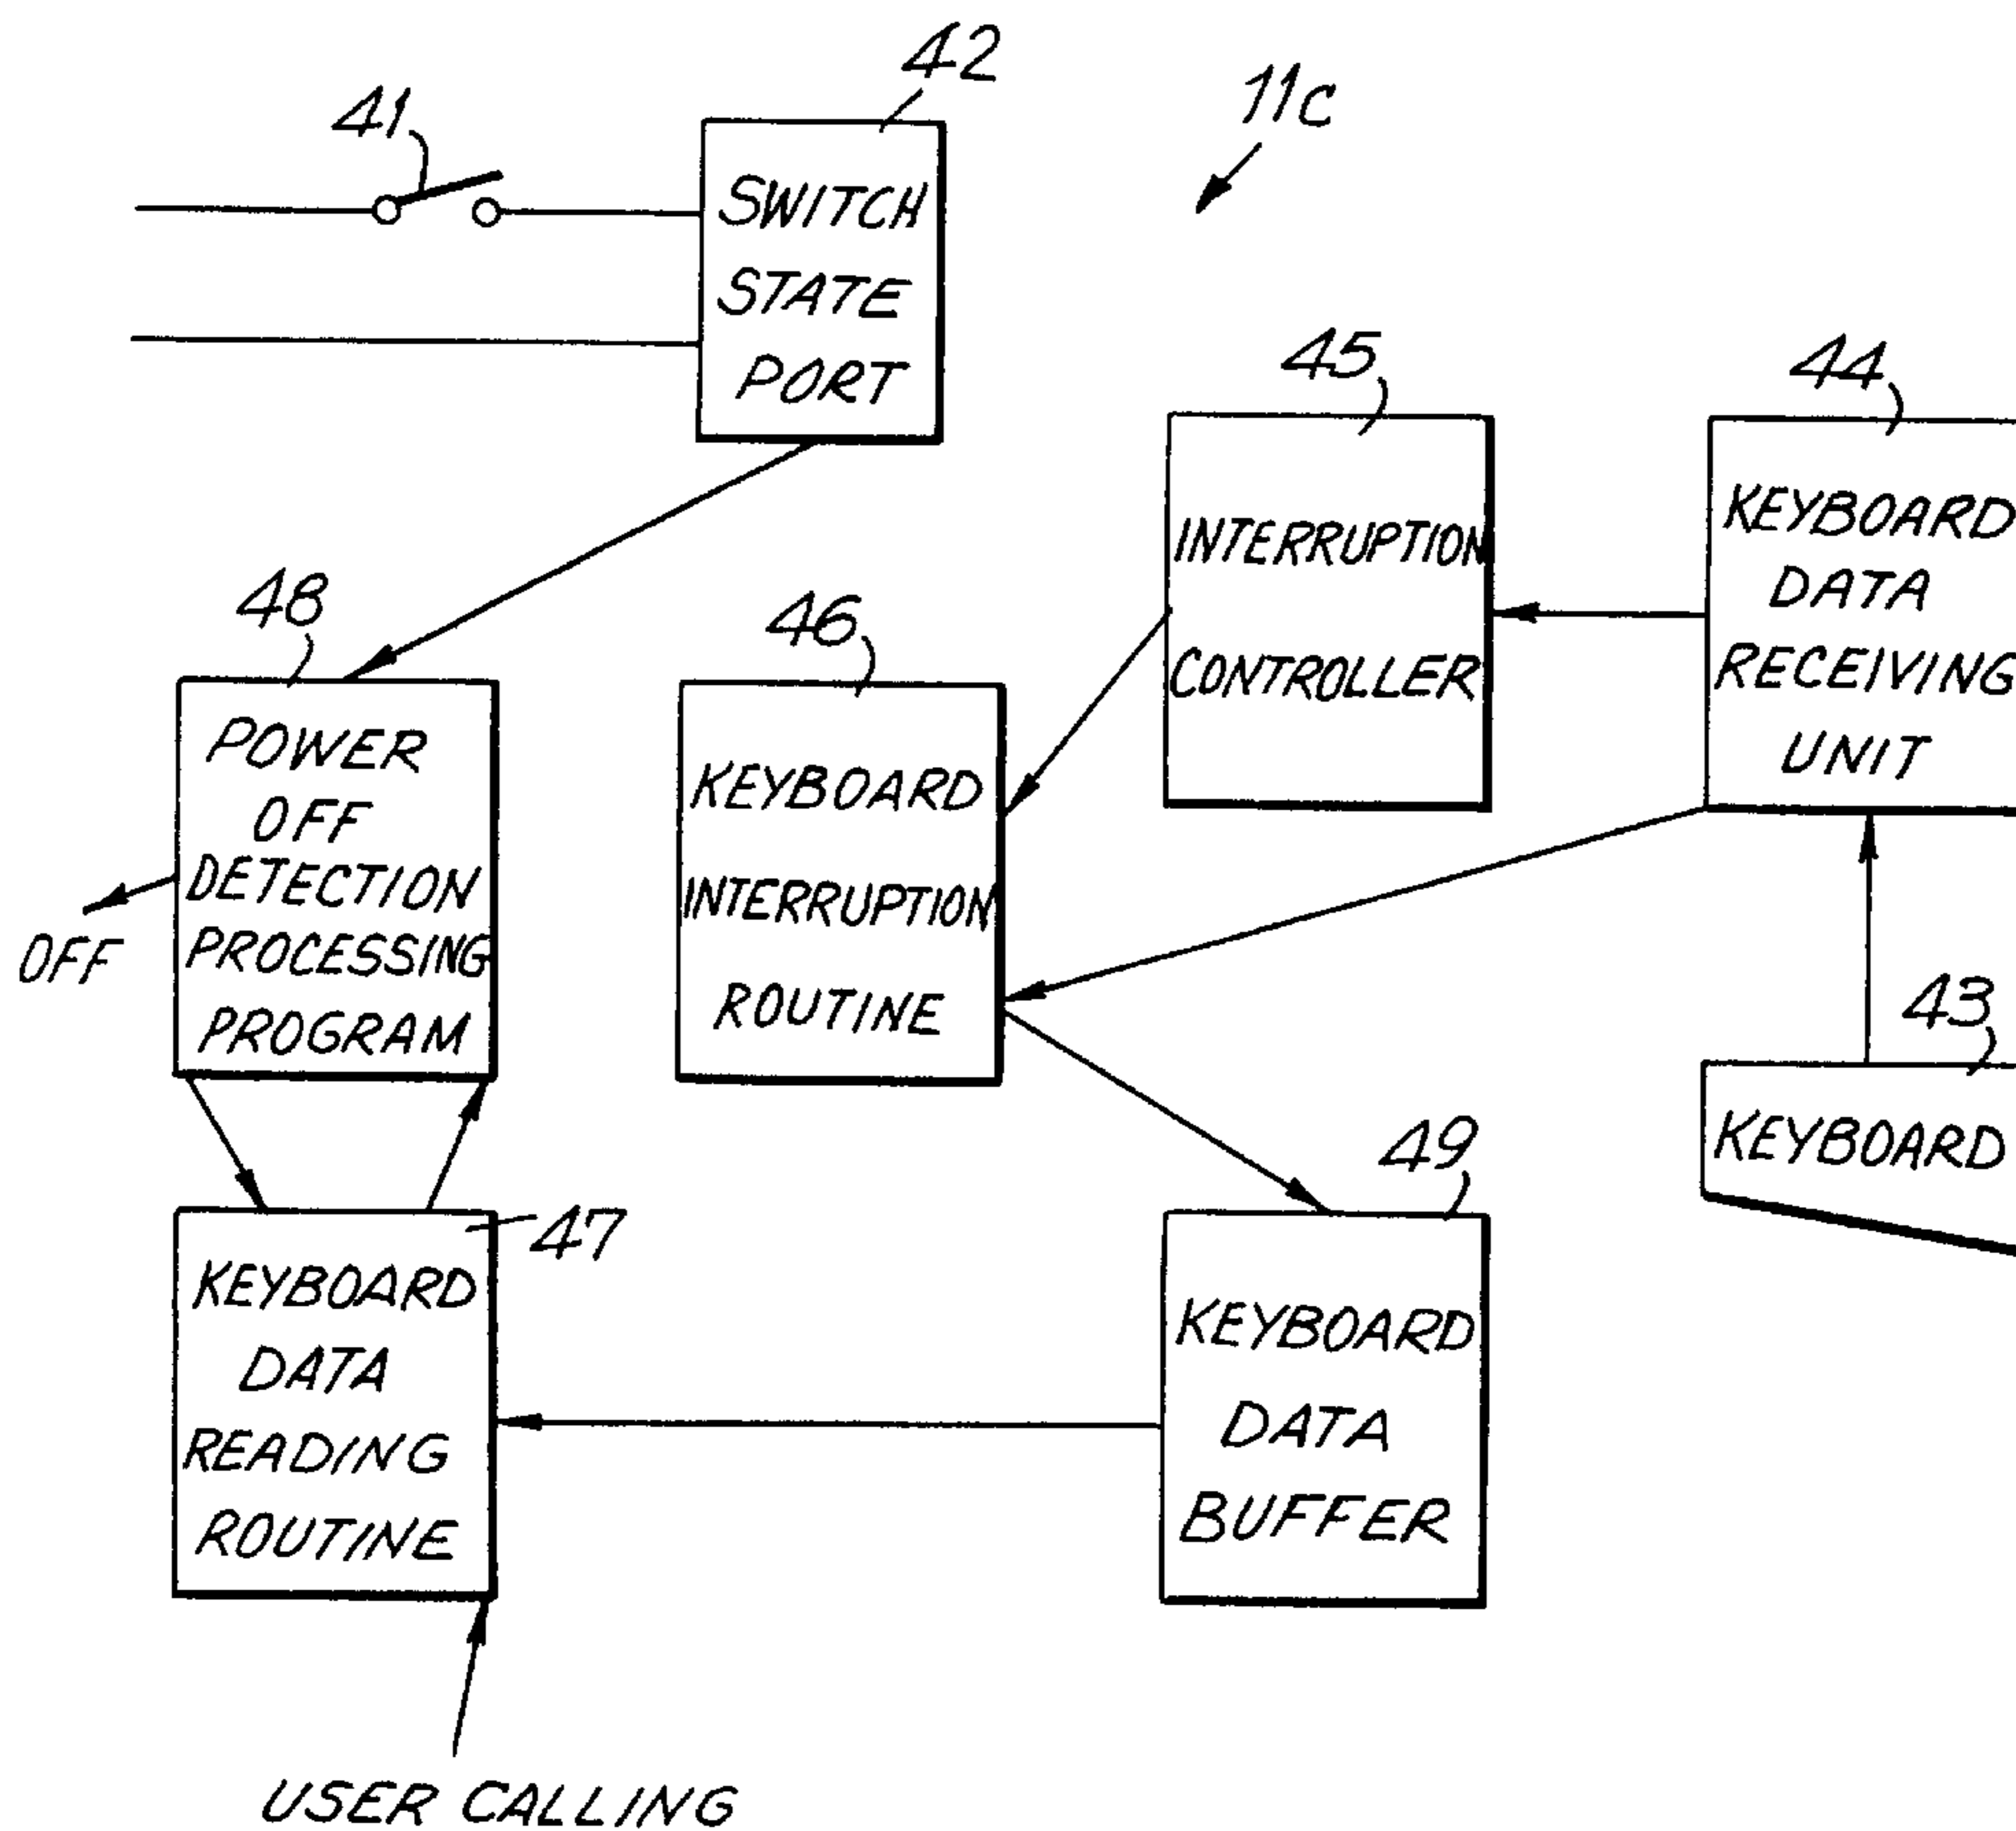 42
11C
41
SWITCH
STATE
PORT
45
44
INTERRUPTION
CONTROLLER
KEYBOARD
DATA
RECEIVING
UNIT
48
46
POWER
OFF
DETECTION
PROCESSING
PROGRAM
OFF
KEYBOARD
INTERRUPTION
ROUTINE
43
KEYBOARD
47
KEYBOARD
DATA
READING
ROUTINE
49
KEYBOARD
DATA
BUFFER
USER CALLING